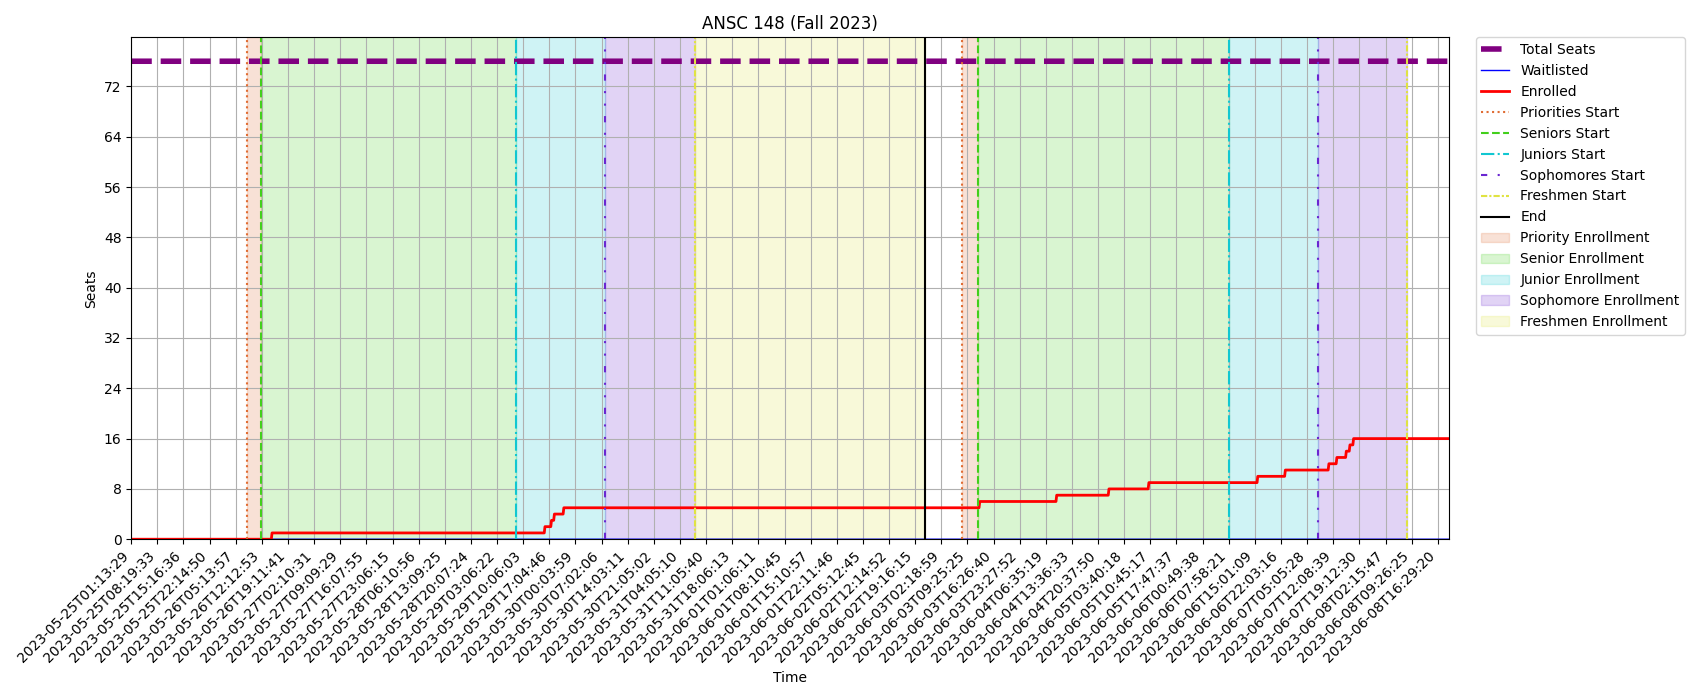 ANSC 148 (Fall 2023)
Seats
72
64
56
48
40
32
24
16
8
0
2023-05-25T01:13:29
2023-05-25T08:19:33
2023-05-25T15:16:36
2023-05-25T22:14:50
2023-05-26T05:13:57
2023-05-26T12:12:53
2023-05-26T19:11:41
2023-05-27T02:10:31
2023-05-27T09:09:29
2023-05-27T16:07:55
2023-05-27T23:06:15
2023-05-28T06:10:56
2023-05-28T13:09:25
2023-05-28T20:07:24
2023-05-29T03:06:22
2023-05-29T10:06:03
2023-05-29T17:04:46
2023-05-30T00:03:59
2023-05-30T07:02:06
2023-05-30T14:03:11
2023-05-30T21:05:02
2023-05-31T04:05:10
2023-05-31T11:05:40
2023-05-31T18:06:13
2023-06-01T01:06:11
2023-06-01T08:10:45
2023-06-01T15:10:57
2023-06-01T22:11:46
2023-06-02T05:12:45
2023-06-02T12:14:52
2023-06-02T19:16:15
2023-06-03T02:18:59
2023-06-03T09:25:25
2023-06-03T16:26:40
2023-06-03T23:27:52
2023-06-04T06:35:19
2023-06-04T13:36:33
2023-06-04T20:37:50
2023-06-05T03:40:18
2023-06-05T10:45:17
2023-06-05T17:47:37
2023-06-06T00:49:38
2023-06-06T07:58:21
2023-06-06T15:01:09
2023-06-06T22:03:16
2023-06-07T05:05:28
2023-06-07T12:08:39
2023-06-07T19:12:30
2023-06-08T02:15:47
2023-06-08T09:26:25
2023-06-08T16:29:20
Time
Total Seats
Waitlisted
Enrolled
Priorities Start
Seniors Start
Juniors Start
Sophomores Start
Freshmen Start
End
Priority Enrollment
Senior Enrollment
Junior Enrollment
Sophomore Enrollment
Freshmen Enrollment